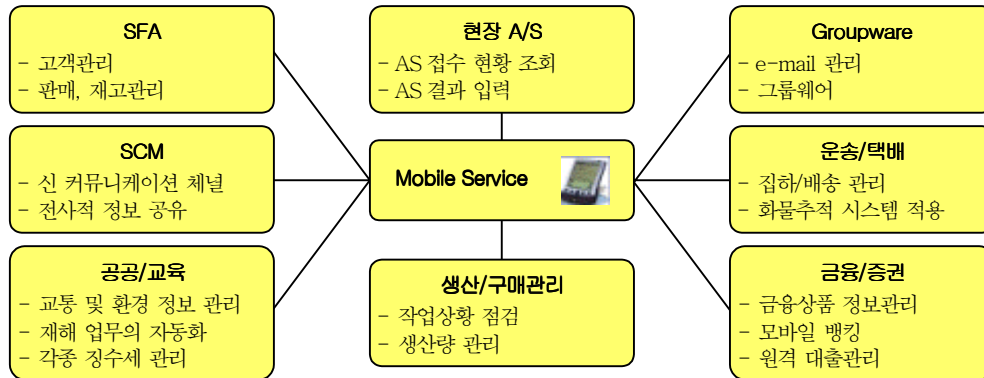 SFA
- 고객관리
- 판매, 재고관리
현장 A/S
- AS 접수 현황 조회
- AS 결과 입력
Groupware
- e-mail 관리
- 그룹웨어
SCM
- 신 커뮤니케이션 체널
- 전사적 정보 공유
Mobile Service
운송/택배
- 집하/배송 관리
- 화물추적 시스템 적용
공공/교육
- 교통 및 환경 정보 관리
- 재해 업무의 자동화
- 각종 징수세 관리
생산/구매관리
- 작업상황 점검
- 생산량 관리
금융/증권
- 금융상품 정보관리
- 모바일 뱅킹
- 원격 대출관리